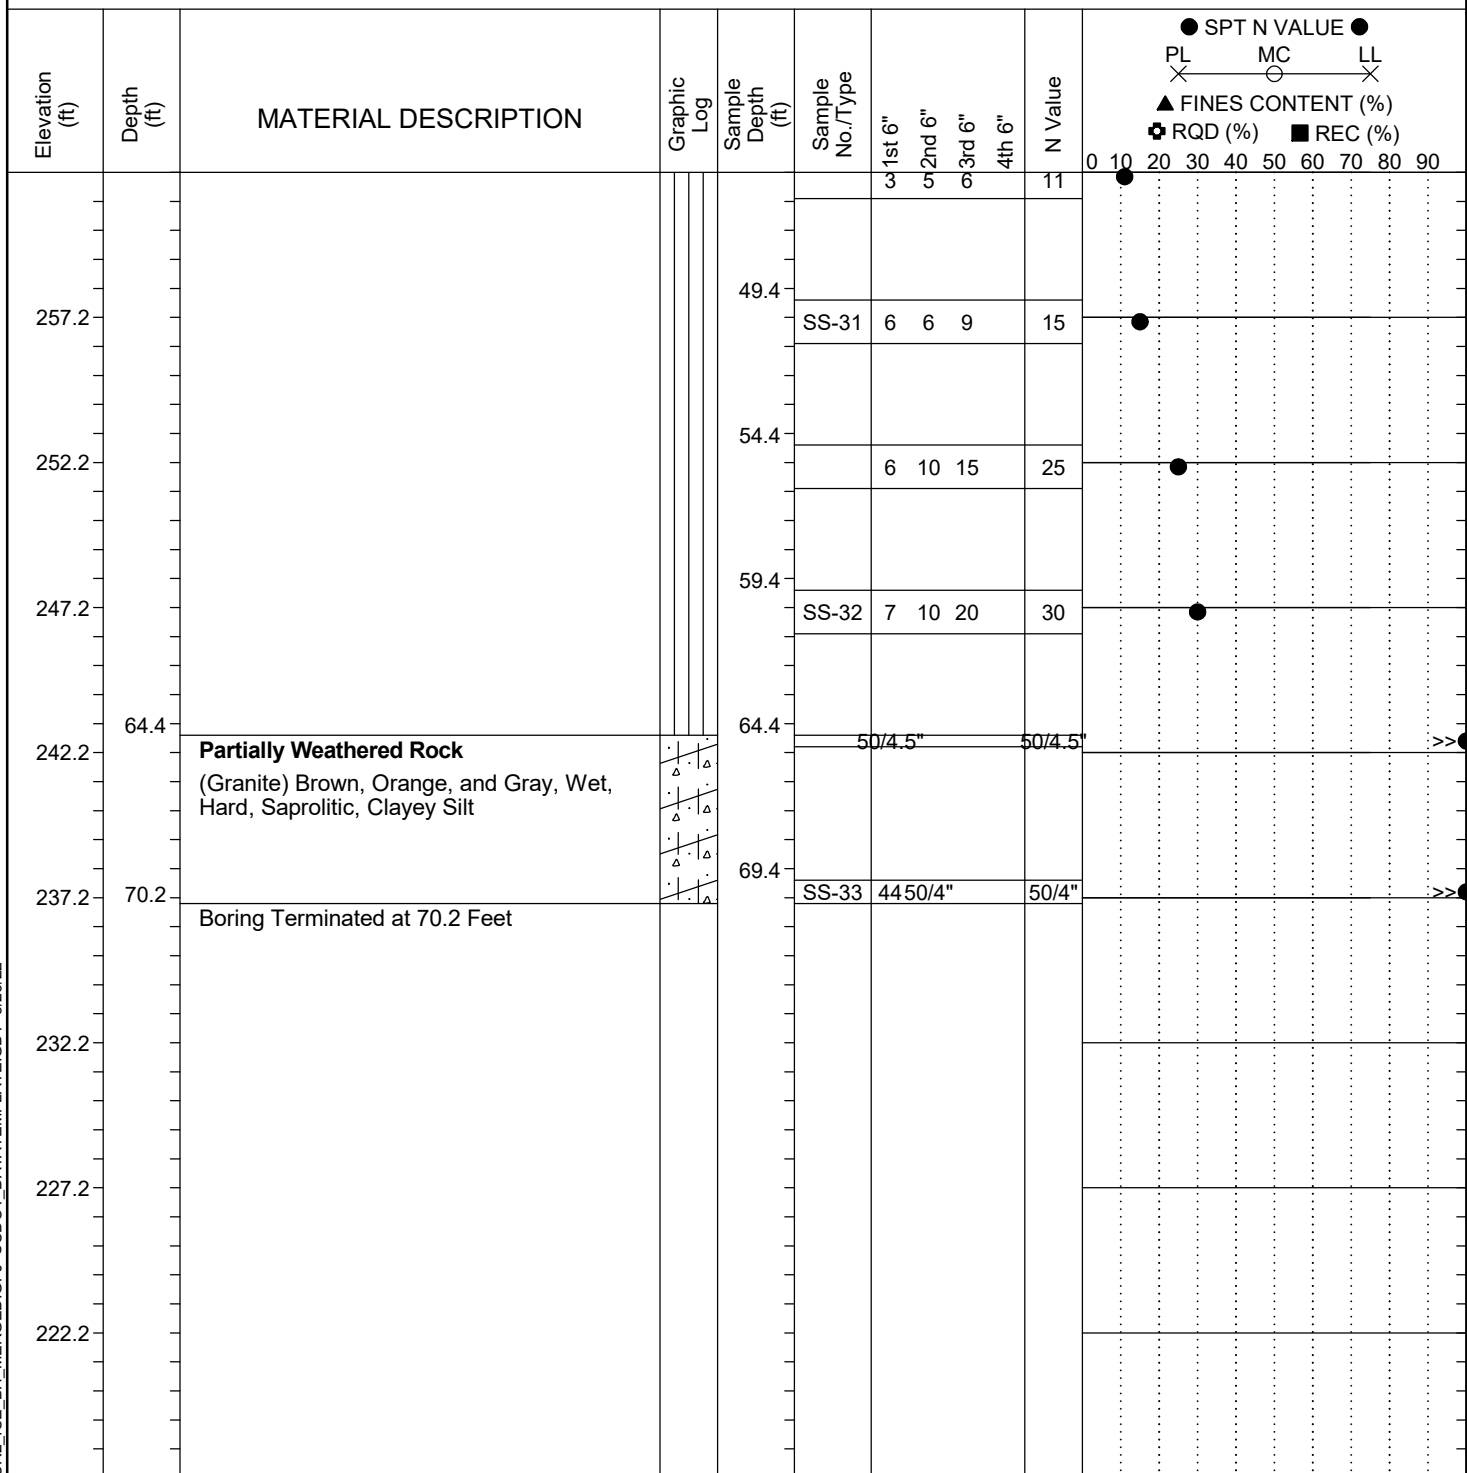 ● SPT N VALUE ●
PL MC LL
▲ FINES CONTENT (%)
RQD (%) ■ REC (%)
Elevation (ft)
Depth (ft)
MATERIAL DESCRIPTION
Graphic Log
Sample Depth (ft)
Sample No./Type
1st 6"
2nd 6"
3rd 6"
4th 6"
N Value
0 10 20 30 40 50 60 70 80 90
3 5 6 11
49.4
257.2 SS-31 6 6 9 15
54.4
252.2 6 10 15 25
59.4
247.2 SS-32 7 10 20 30
64.4 64.4
242.2 Partially Weathered Rock 50/4.5" 50/4.5" >>
(Granite) Brown, Orange, and Gray, Wet,
Hard, Saprolitic, Clayey Silt
69.4
237.2 70.2 SS-33 44 50/4" 50/4" >>
Boring Terminated at 70.2 Feet
232.2
227.2
222.2